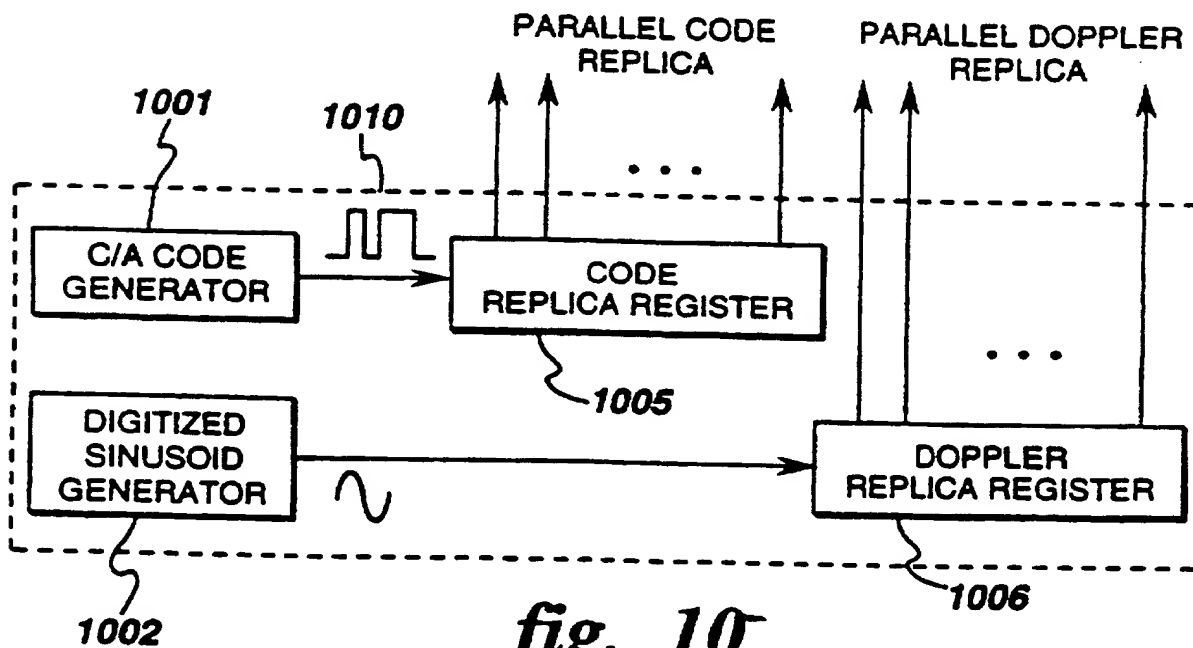 PARALLEL CODE
REPLICA
PARALLEL DOPPLER
REPLICA
1001
1010
C/A CODE
GENERATOR
CODE
REPLICA REGISTER
1005
DIGITIZED
SINUSOID
GENERATOR
DOPPLER
REPLICA REGISTER
1002
1006
fig. 10